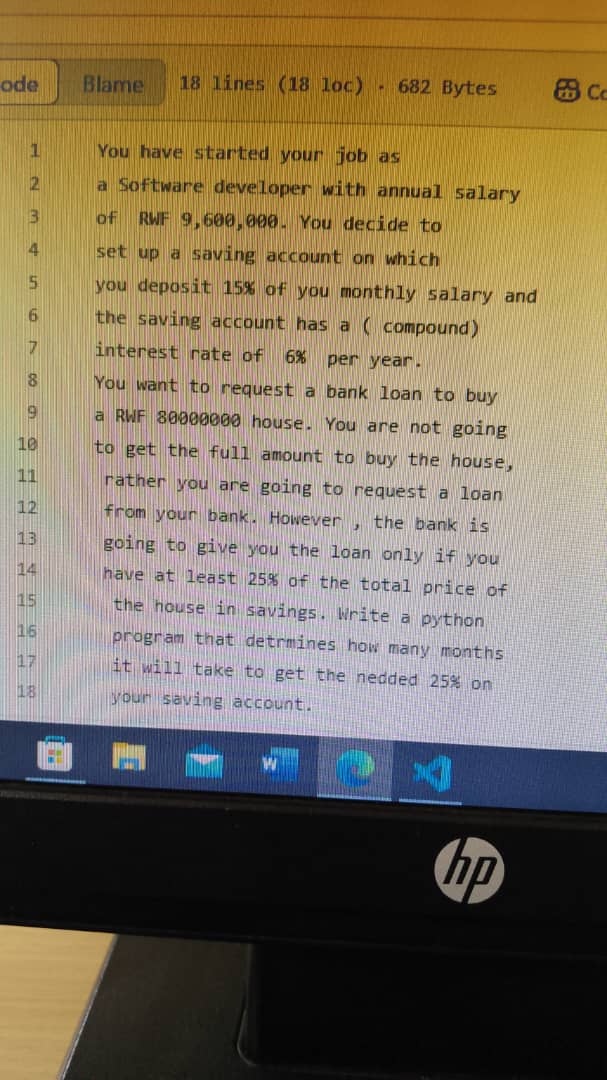 ode Blame 18 lines (18 loc) · 682 Bytes Co
1 You have started your job as
2 a Software developer with annual salary
3 of RWF 9,600,000. You decide to
4 set up a saving account on which
5 you deposit 15% of you monthly salary and
6 the saving account has a ( compound)
7 interest rate of 6% per year.
8 You want to request a bank loan to buy
9 a RWF 80000000 house. You are not going
10 to get the full amount to buy the house,
11 rather you are going to request a loan
12 from your bank. However , the bank is
13 going to give you the loan only if you
14 have at least 25% of the total price of
15 the house in savings. Write a python
16 program that detrmines how many months
17 it will take to get the nedded 25% on
18 your saving account.
W
hp